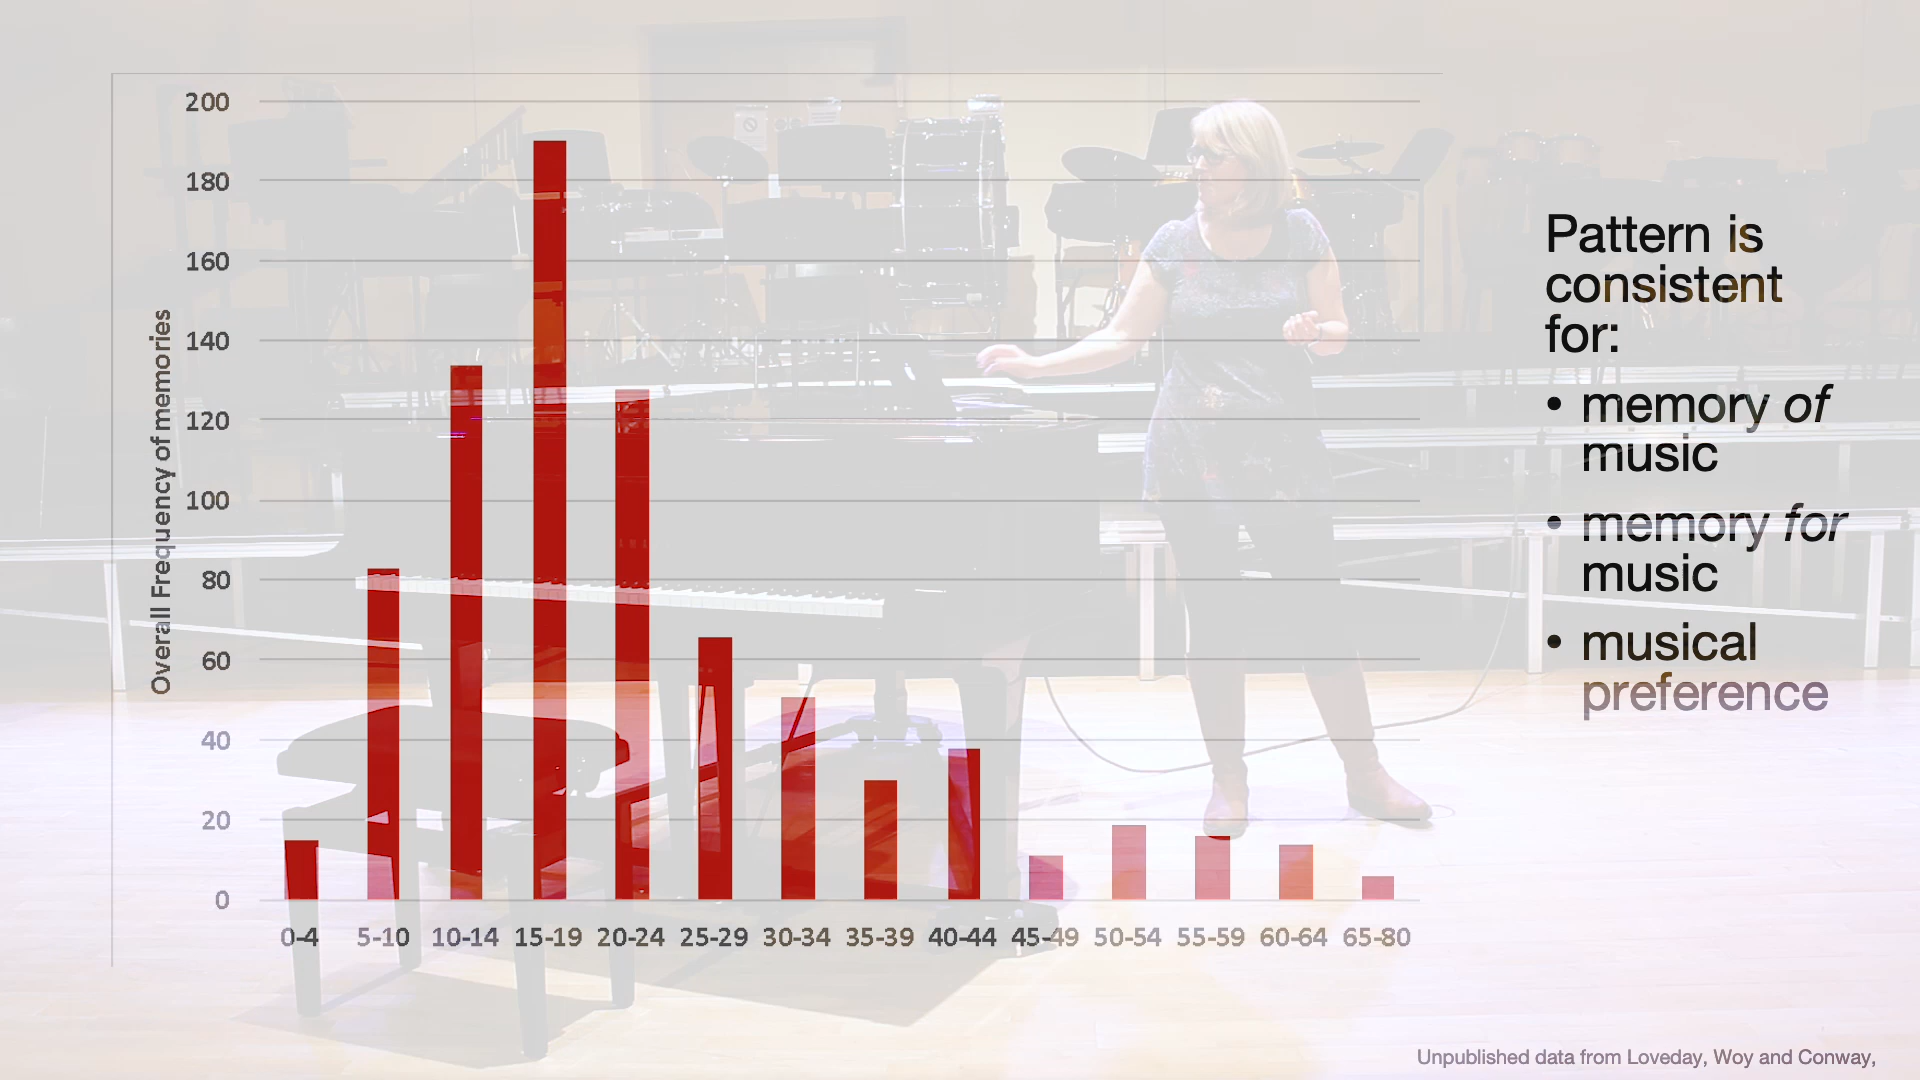 Overall Frequency of memories
200
180
160
140
120
100
80
60
40
20
0
0-4 5-10 10-14 15-19 20-24 25-29 30-34 35-39 40-44 45-49 50-54 55-59 60-64 65-80
Pattern is
consistent
for:
• memory of
music
• memory for
music
• musical
preference
Unpublished data from Loveday, Woy and Conway,